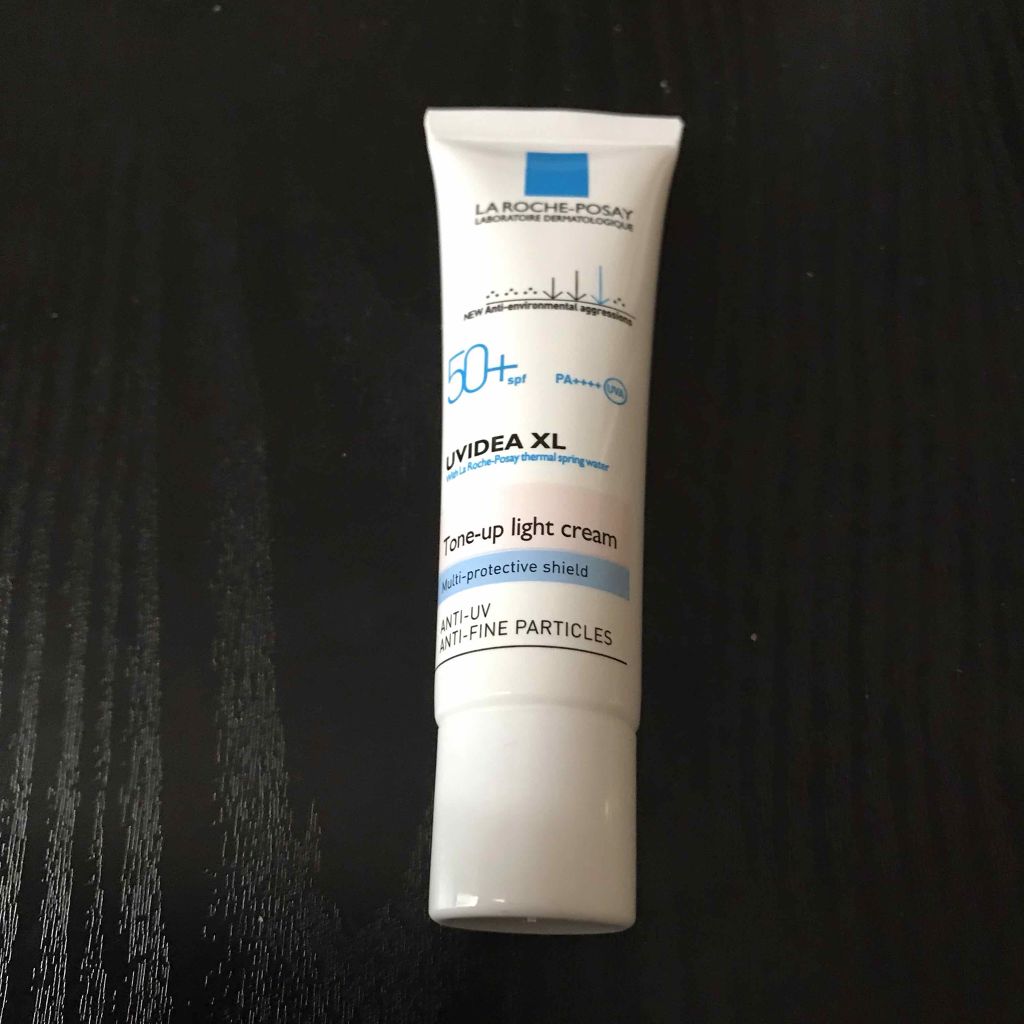 LA ROCHE-POSAY
LABORATOIRE DERMATOLOGIQUE
NEW Anti-environmental aggressions
50+ spf PA++++ UVA
UVIDEA XL
With La Roche-Posay thermal spring water
Tone-up light cream
Multi-protective shield
ANTI-UV
ANTI-FINE PARTICLES